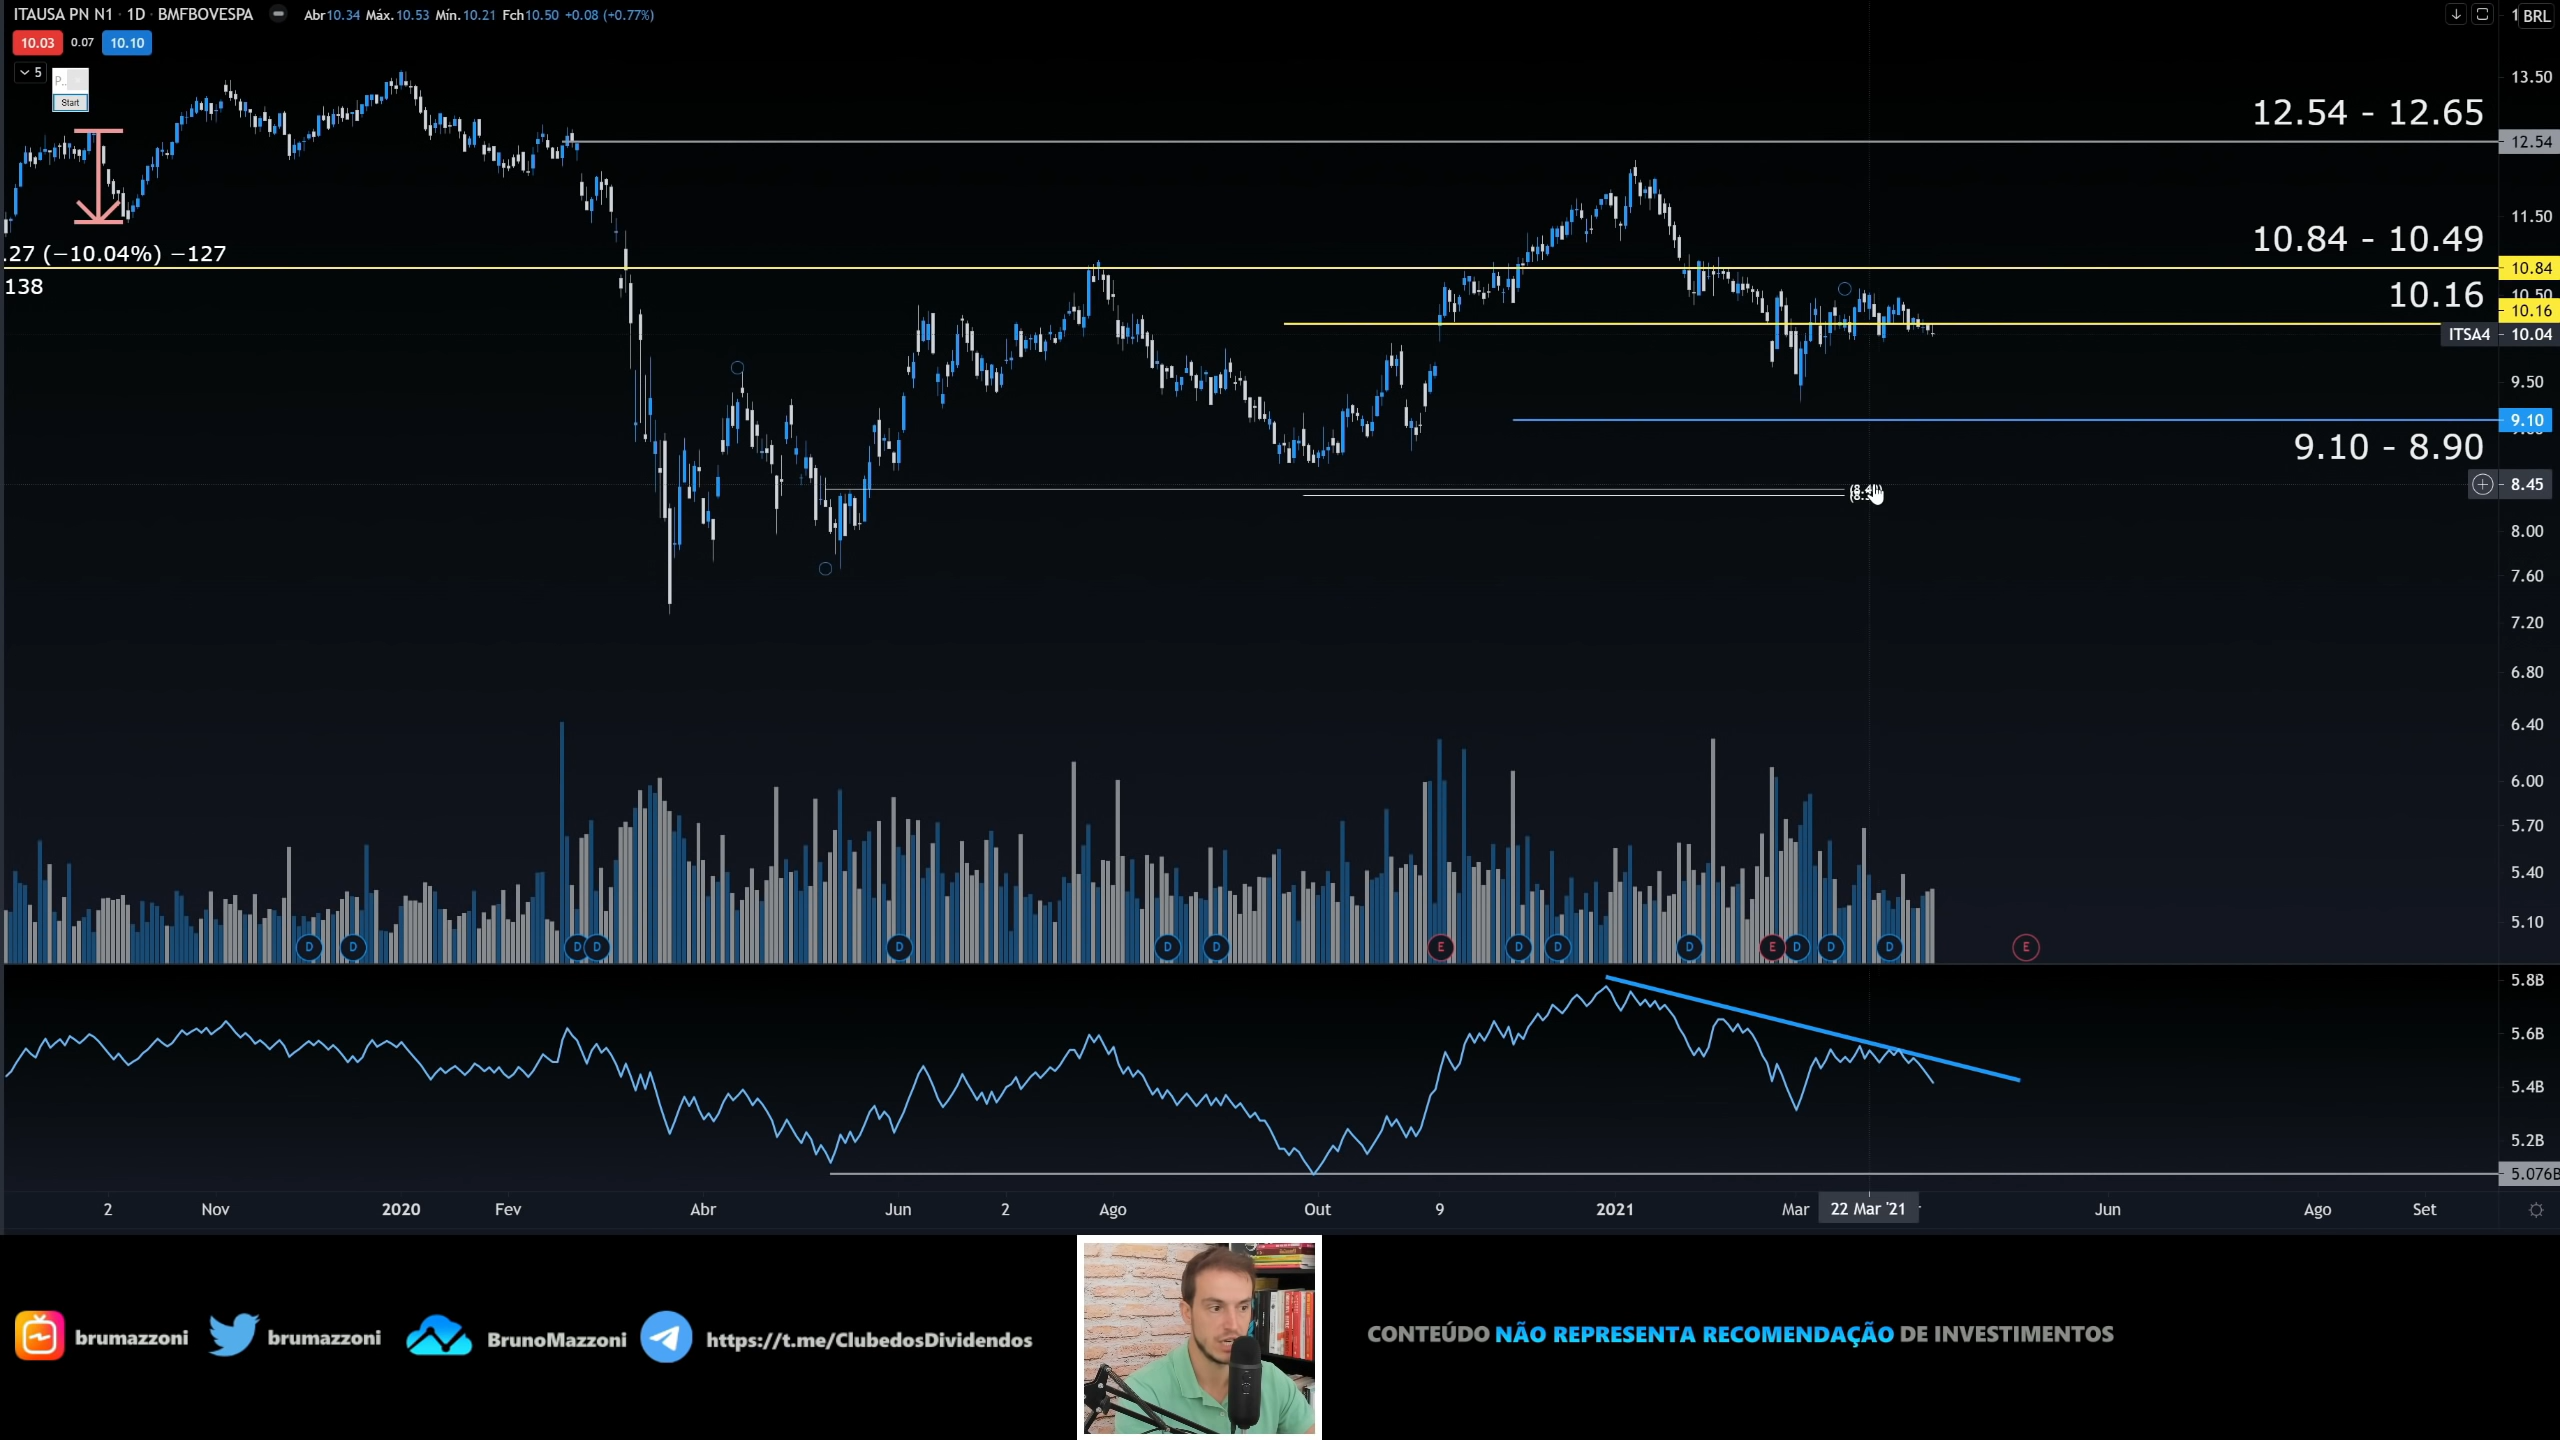 ITAUSA PN N1 · 1D · BMFBOVESPA Abr10.34 Máx.10.53 Mín.10.21 Fch10.50 +0.08 (+0.77%)
1 BRL
10.03 0.07 10.10
5
P...
Start
13.50
12.54 - 12.65
12.54
11.50
10.84 - 10.49
.27 (−10.04%) −127
10.84
138
10.16
10.50
10.16
ITSA4 10.04
9.50
9.10
9.10 - 8.90
8.45
8.00
7.60
7.20
6.80
6.40
6.00
5.70
5.40
5.10
D D D D D D D E D D D E D D D E
5.8B
5.6B
5.4B
5.2B
5.076B
2 Nov 2020 Fev Abr Jun 2 Ago Out 9 2021 Mar 22 Mar '21 Jun Ago Set
brumazzoni brumazzoni BrunoMazzoni https://t.me/ClubedosDividendos
CONTEÚDO NÃO REPRESENTA RECOMENDAÇÃO DE INVESTIMENTOS